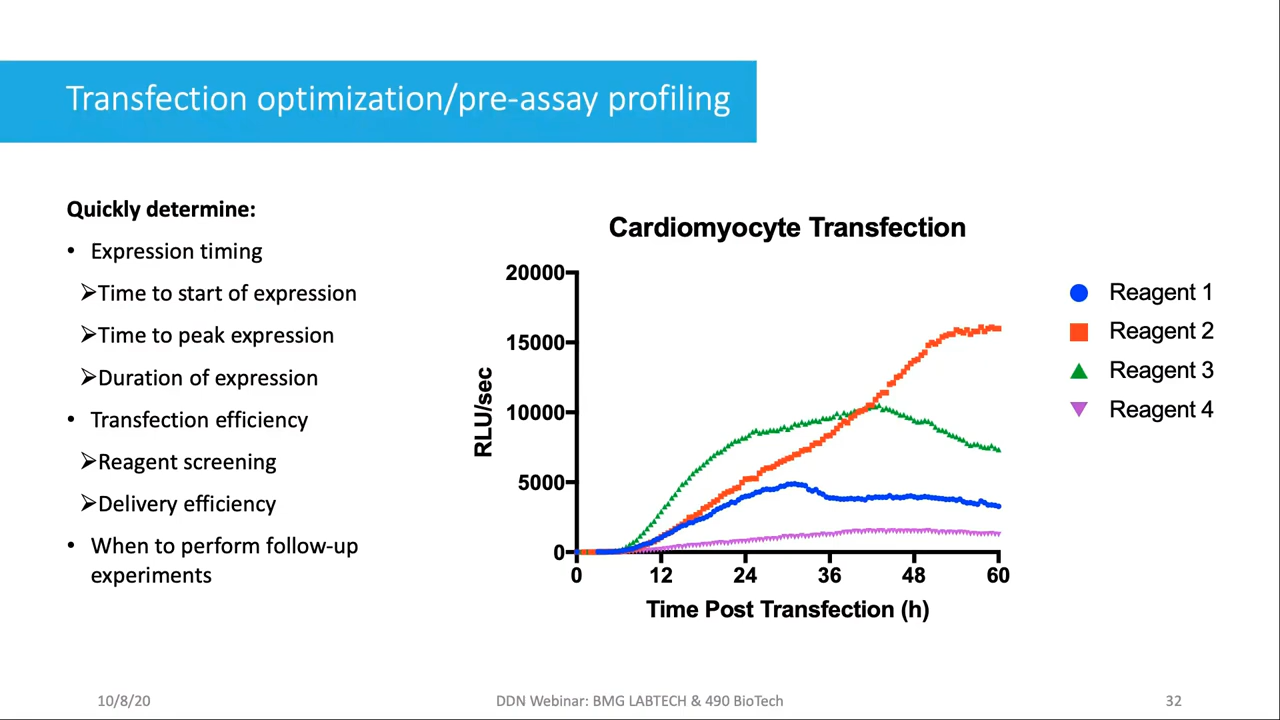 Transfection optimization/pre-assay profiling
Quickly determine:
• Expression timing
➢Time to start of expression
➢Time to peak expression
➢Duration of expression
• Transfection efficiency
➢Reagent screening
➢Delivery efficiency
• When to perform follow-up
experiments
Cardiomyocyte Transfection
RLU/sec
20000
15000
10000
5000
0
0 12 24 36 48 60
Time Post Transfection (h)
Reagent 1
Reagent 2
Reagent 3
Reagent 4
10/8/20
DDN Webinar: BMG LABTECH & 490 BioTech
32